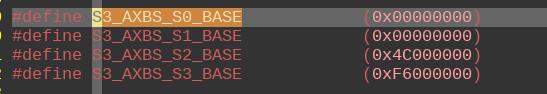 #define S3_AXBS_S0_BASE (0x00000000)
#define S3_AXBS_S1_BASE (0x00000000)
#define S3_AXBS_S2_BASE (0x4C000000)
#define S3_AXBS_S3_BASE (0xF6000000)